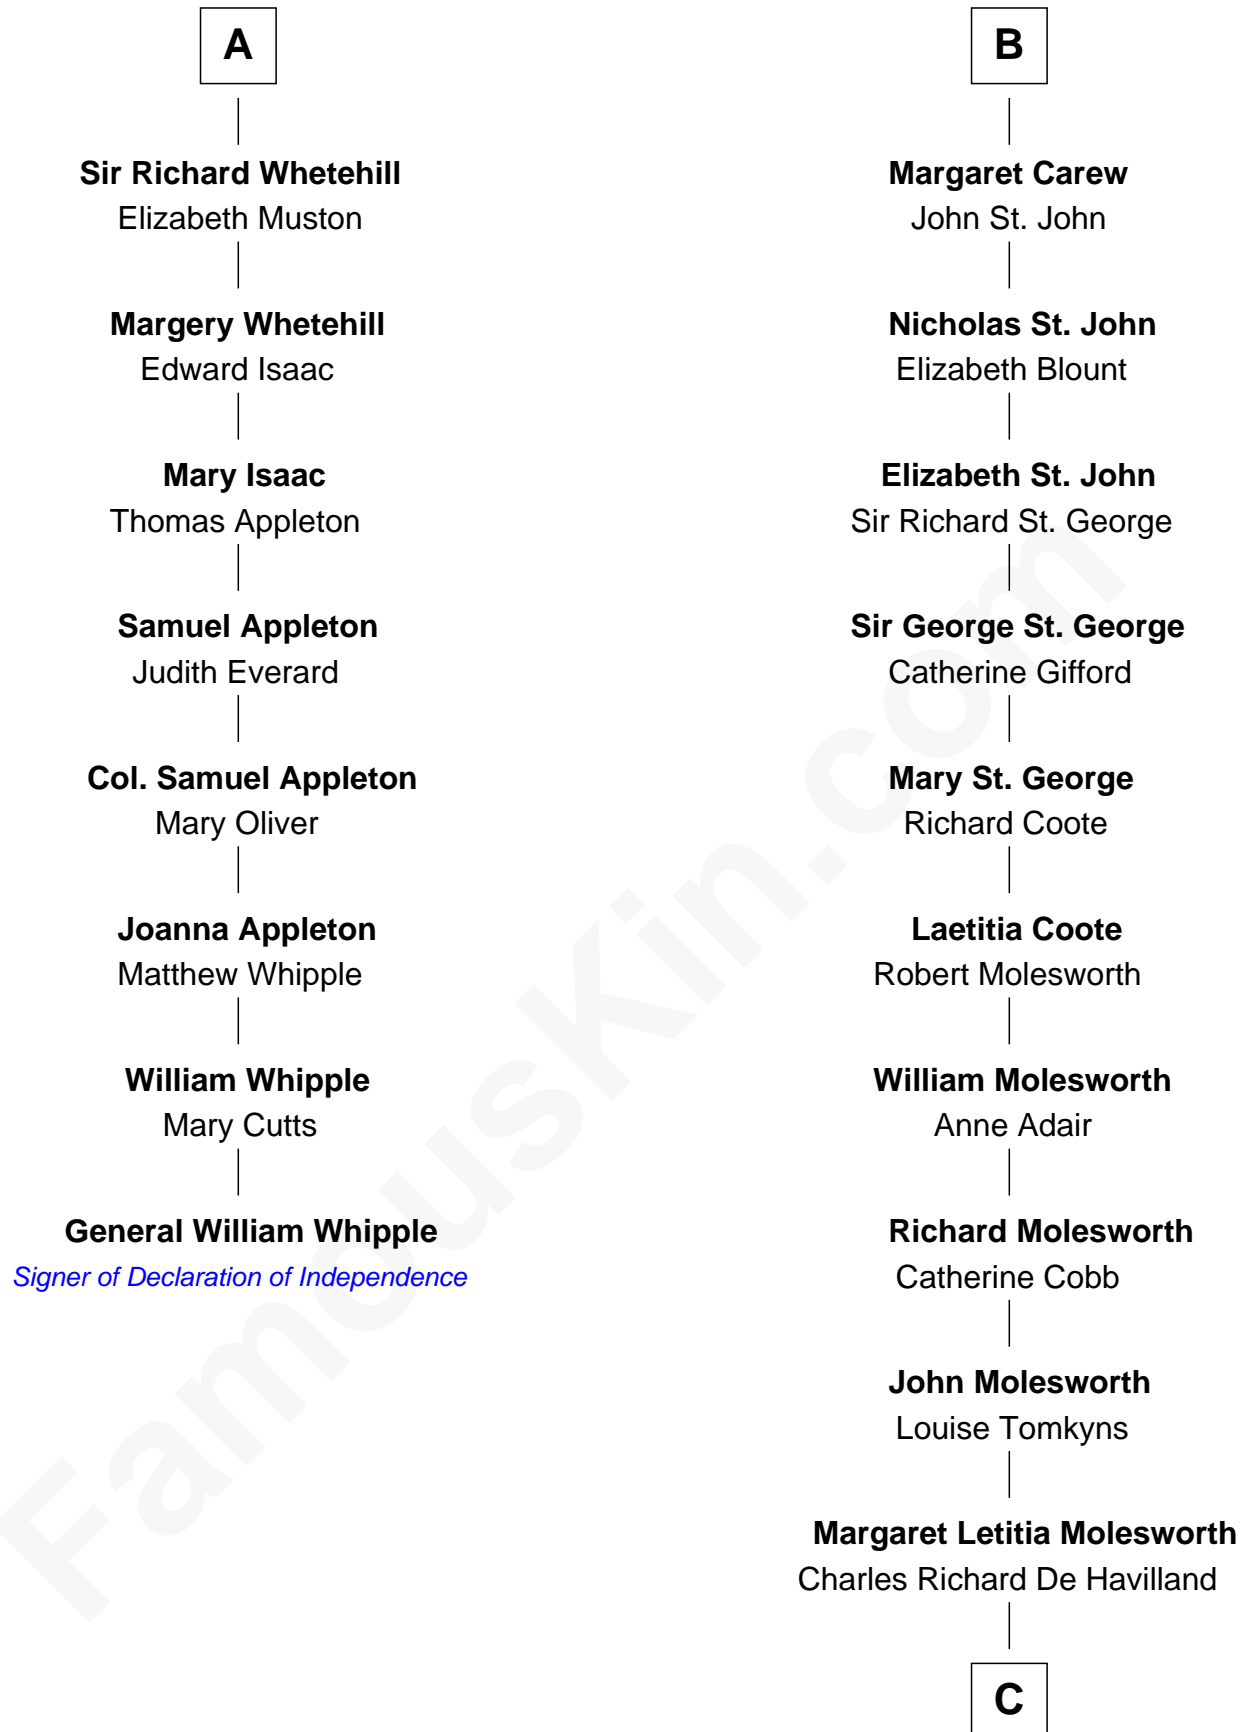 A
Sir Richard Whetehill
Elizabeth Muston
Margery Whetehill
Edward Isaac
Mary Isaac
Thomas Appleton
Samuel Appleton
Judith Everard
Col. Samuel Appleton
Mary Oliver
Joanna Appleton
Matthew Whipple
William Whipple
Mary Cutts
General William Whipple
Signer of Declaration of Independence
B
Margaret Carew
John St. John
Nicholas St. John
Elizabeth Blount
Elizabeth St. John
Sir Richard St. George
Sir George St. George
Catherine Gifford
Mary St. George
Richard Coote
Laetitia Coote
Robert Molesworth
William Molesworth
Anne Adair
Richard Molesworth
Catherine Cobb
John Molesworth
Louise Tomkyns
Margaret Letitia Molesworth
Charles Richard De Havilland
C
FamousKin.com